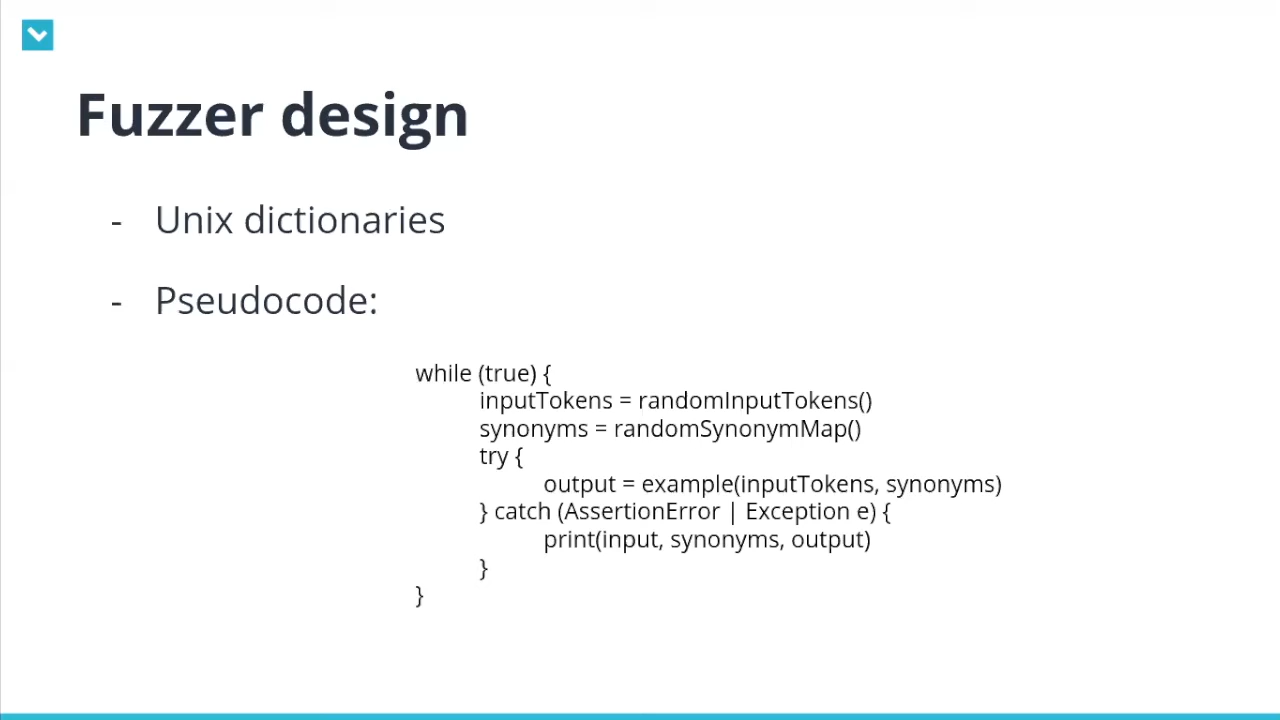 Fuzzer design
- Unix dictionaries
- Pseudocode:
while (true) {
inputTokens = randomInputTokens()
synonyms = randomSynonymMap()
try {
output = example(inputTokens, synonyms)
} catch (AssertionError | Exception e) {
print(input, synonyms, output)
}
}